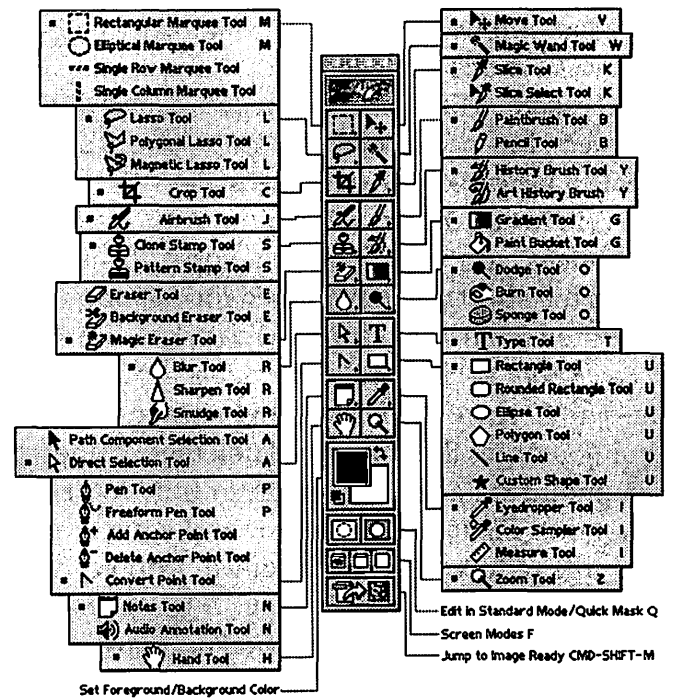 Rectangular Marquee Tool M
Elliptical Marquee Tool M
Single Row Marquee Tool
Single Column Marquee Tool
Lasso Tool L
Polygonal Lasso Tool L
Magnetic Lasso Tool L
Crop Tool C
Airbrush Tool J
Clone Stamp Tool S
Pattern Stamp Tool S
Eraser Tool E
Background Eraser Tool E
Magic Eraser Tool E
Blur Tool R
Sharpen Tool R
Smudge Tool R
Path Component Selection Tool A
Direct Selection Tool A
Pen Tool P
Freeform Pen Tool P
Add Anchor Point Tool
Delete Anchor Point Tool
Convert Point Tool
Notes Tool N
Audio Annotation Tool N
Hand Tool H
Set Foreground/Background Color
T
Move Tool V
Magic Wand Tool W
Slice Tool K
Slice Select Tool K
Paintbrush Tool B
Pencil Tool B
History Brush Tool Y
Art History Brush Y
Gradient Tool G
Paint Bucket Tool G
Dodge Tool O
Burn Tool O
Sponge Tool O
T Type Tool T
Rectangle Tool U
Rounded Rectangle Tool U
Ellipse Tool U
Polygon Tool U
Line Tool U
Custom Shape Tool U
Eyedropper Tool I
Color Sampler Tool I
Measure Tool I
Zoom Tool Z
Edit in Standard Mode/Quick Mask Q
Screen Modes F
Jump to Image Ready CMD-SHIFT-M